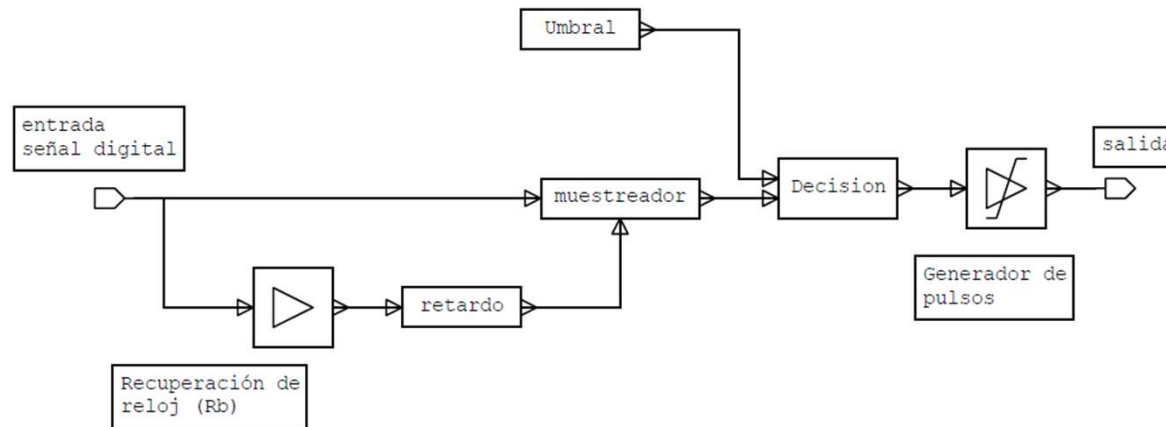 Umbral
entrada
señal digital
salida
Decision
muestreador
Generador de
pulsos
retardo
Recuperación de
reloj (Rb)